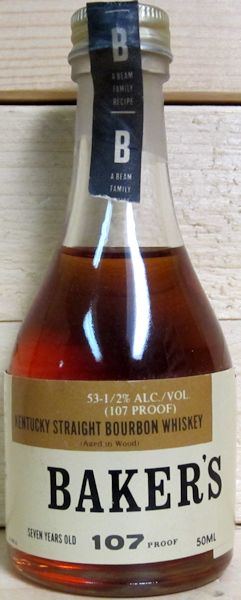 B
A BEAM
FAMILY
RECIPE
B
A BEAM
FAMILY
53-1/2% ALC./VOL.
(107 PROOF)
KENTUCKY STRAIGHT BOURBON WHISKEY
(Aged in Wood)
BAKER'S
SEVEN YEARS OLD 107 PROOF 50ML